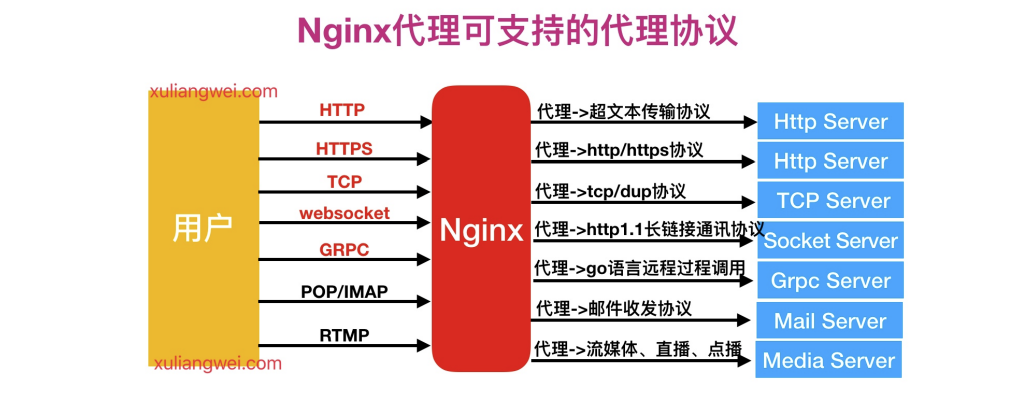 Nginx代理可支持的代理协议
xuliangwei.com
用户
xuliangwei.com
HTTP
HTTPS
TCP
websocket
GRPC
POP/IMAP
RTMP
Nginx
代理->超文本传输协议
代理->http/https协议
代理->tcp/dup协议
代理->http1.1长链接通讯协议
代理->go语言远程过程调用
代理->邮件收发协议
代理->流媒体、直播、点播
Http Server
Http Server
TCP Server
Socket Server
Grpc Server
Mail Server
Media Server